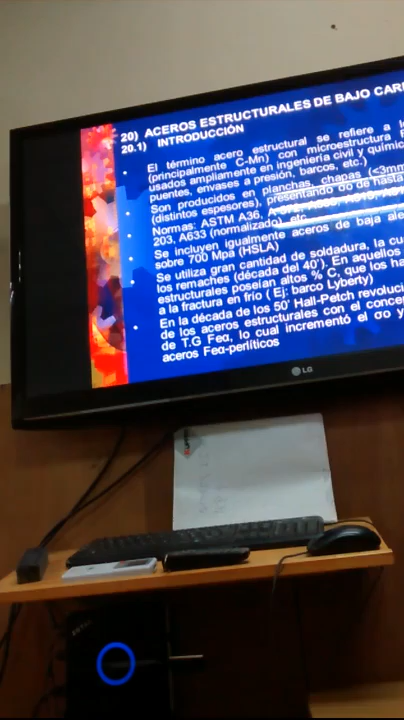 20) ACEROS ESTRUCTURALES DE BAJO CAR
20.1) INTRODUCCIÓN
El término acero estructural se refiere a
(principalmente C-Mn) con microestructura
usados ampliamente en ingeniería civil y químic
puentes, envases a presión, barcos, etc.)
Son producidos en planchas, chapas (<3mm
(distintos espesores), presentando σo de hasta
Normas: ASTM A36,
203, A633 (normalizado), etc
Se incluyen igualmente aceros de baja ale
sobre 700 Mpa (HSLA)
Se utiliza gran cantidad de soldadura, la cu
los remaches (década del 40'). En aquellos
estructurales poseían altos % C, que los ha
a la fractura en frío ( Ej: barco Lyberty)
En la década de los 50' Hall-Petch revoluci
de los aceros estructurales con el conce
de T.G Feα, lo cual incrementó el σo y
aceros Feα-perlíticos
LG